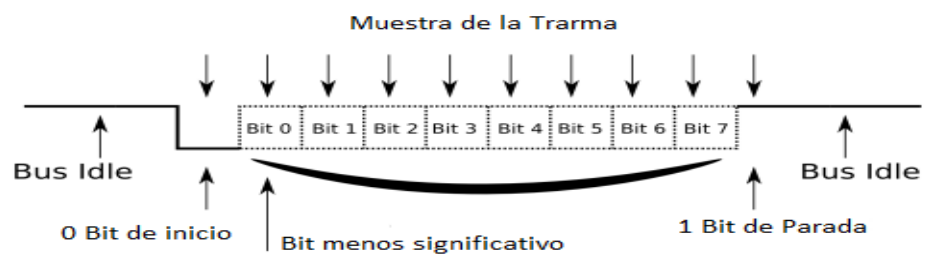 Muestra de la Trarma
Bit 0 Bit 1 Bit 2 Bit 3 Bit 4 Bit 5 Bit 6 Bit 7
Bus Idle Bus Idle
0 Bit de inicio 1 Bit de Parada
Bit menos significativo